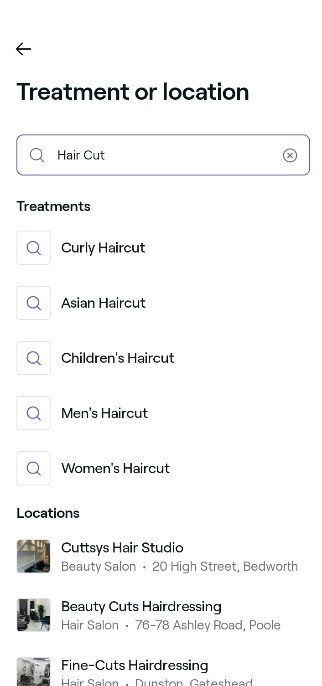 Treatment or location
Hair Cut
Treatments
Curly Haircut
Asian Haircut
Children's Haircut
Men's Haircut
Women's Haircut
Locations
Cuttsys Hair Studio
Beauty Salon • 20 High Street, Bedworth
Beauty Cuts Hairdressing
Hair Salon • 76-78 Ashley Road, Poole
Fine-Cuts Hairdressing
Hair Salon • Dunston, Gateshead